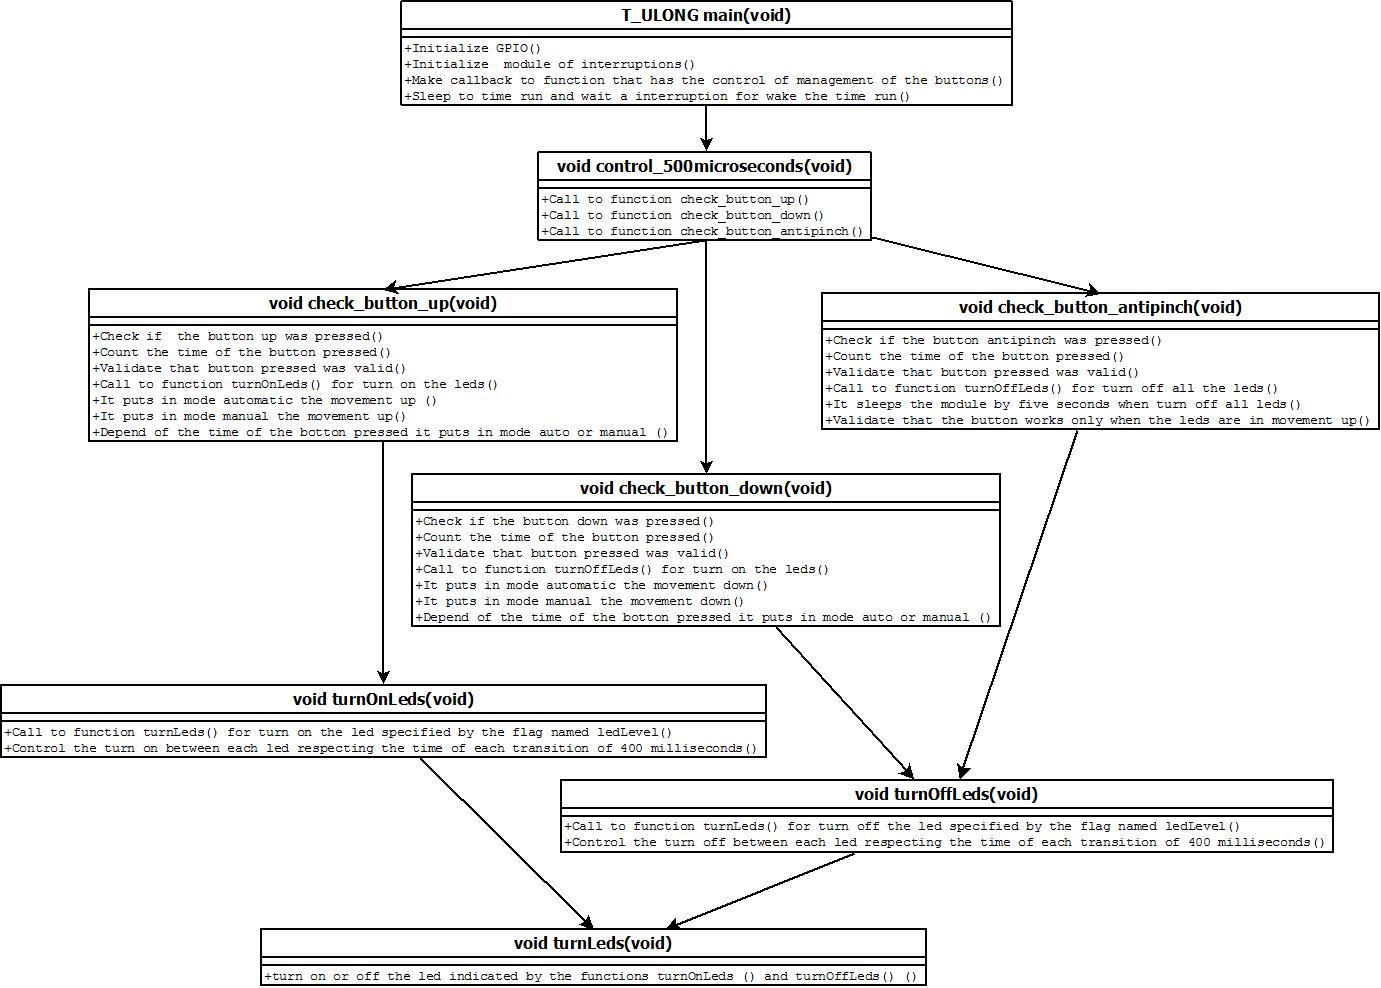 T_ULONG main(void)
+Initialize GPIO()
+Initialize  module of interruptions()
+Make callback to function that has the control of management of the buttons()
+Sleep to time run and wait a interruption for wake the time run()
void control_500microseconds(void)
+Call to function check_button_up()
+Call to function check_button_down()
+Call to function check_button_antipinch()
void check_button_up(void)
+Check if  the button up was pressed()
+Count the time of the button pressed()
+Validate that button pressed was valid()
+Call to function turnOnLeds() for turn on the leds()
+It puts in mode automatic the movement up ()
+It puts in mode manual the movement up()
+Depend of the time of the botton pressed it puts in mode auto or manual ()
void check_button_antipinch(void)
+Check if the button antipinch was pressed()
+Count the time of the button pressed()
+Validate that button pressed was valid()
+Call to function turnOffLeds() for turn off all the leds()
+It sleeps the module by five seconds when turn off all leds()
+Validate that the button works only when the leds are in movement up()
void check_button_down(void)
+Check if the button down was pressed()
+Count the time of the button pressed()
+Validate that button pressed was valid()
+Call to function turnOffLeds() for turn on the leds()
+It puts in mode automatic the movement down()
+It puts in mode manual the movement down()
+Depend of the time of the botton pressed it puts in mode auto or manual ()
void turnOnLeds(void)
+Call to function turnLeds() for turn on the led specified by the flag named ledLevel()
+Control the turn on between each led respecting the time of each transition of 400 milliseconds()
void turnOffLeds(void)
+Call to function turnLeds() for turn off the led specified by the flag named ledLevel()
+Control the turn off between each led respecting the time of each transition of 400 milliseconds()
void turnLeds(void)
+turn on or off the led indicated by the functions turnOnLeds () and turnOffLeds() ()